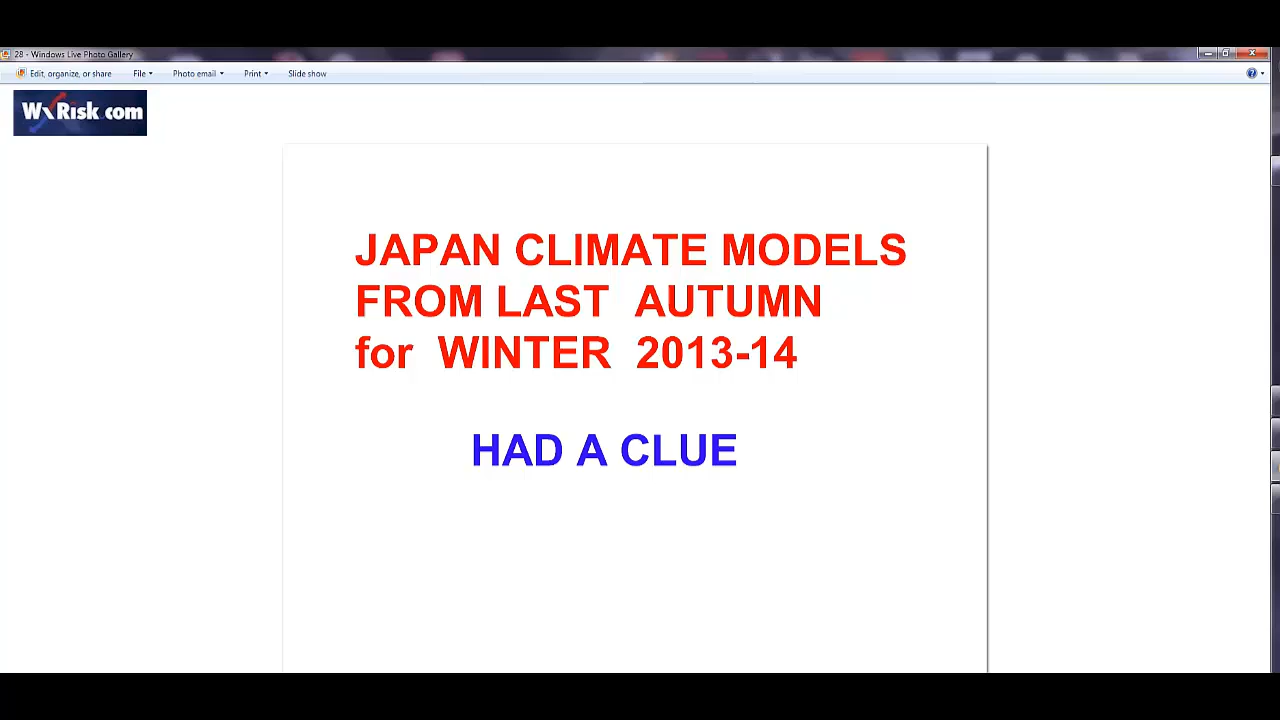 28 - Windows Live Photo Gallery
Edit, organize, or share File Photo email Print Slide show
WxRisk.com
JAPAN CLIMATE MODELS
FROM LAST AUTUMN
for WINTER 2013-14
HAD A CLUE